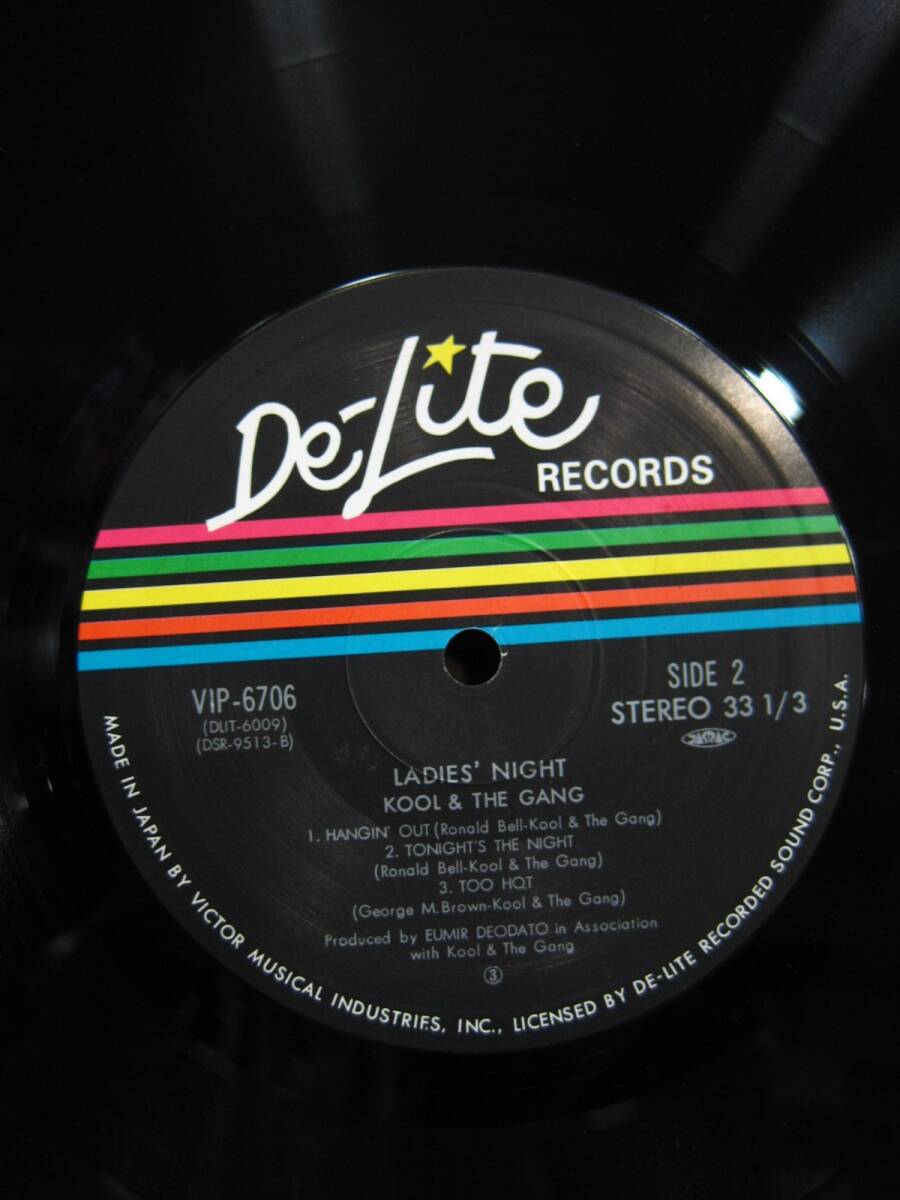 De-Lite
RECORDS
VIP-6706
(DLIT-6009)
(DSR-9513-B)
SIDE 2
STEREO 33 1/3
JASRAC
LADIES' NIGHT
KOOL & THE GANG
1. HANGIN' OUT (Ronald Bell-Kool & The Gang)
2. TONIGHT'S THE NIGHT
(Ronald Bell-Kool & The Gang)
3. TOO HOT
(George M. Brown-Kool & The Gang)
Produced by EUMIR DEODATO in Association
with Kool & The Gang
③
MADE IN JAPAN BY VICTOR MUSICAL INDUSTRIES, INC., LICENSED BY DE-LITE RECORDED SOUND CORP., U.S.A.